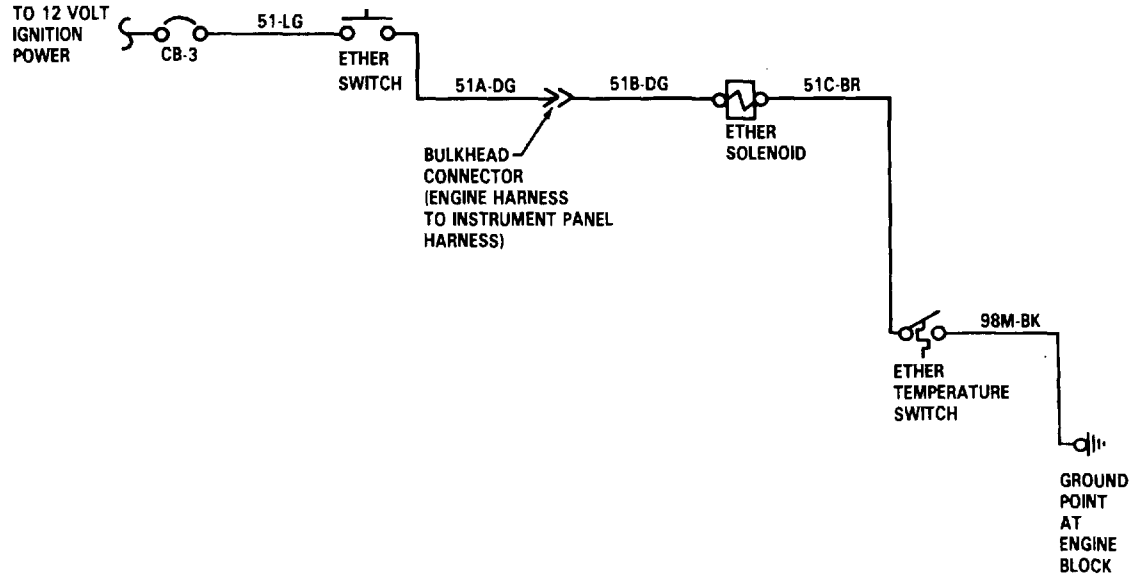 TO 12 VOLT
IGNITION
POWER
CB-3
51-LG
ETHER
SWITCH
51A-DG
51B-DG
51C-BR
BULKHEAD
CONNECTOR
(ENGINE HARNESS
TO INSTRUMENT PANEL
HARNESS)
ETHER
SOLENOID
98M-BK
ETHER
TEMPERATURE
SWITCH
GROUND
POINT
AT
ENGINE
BLOCK